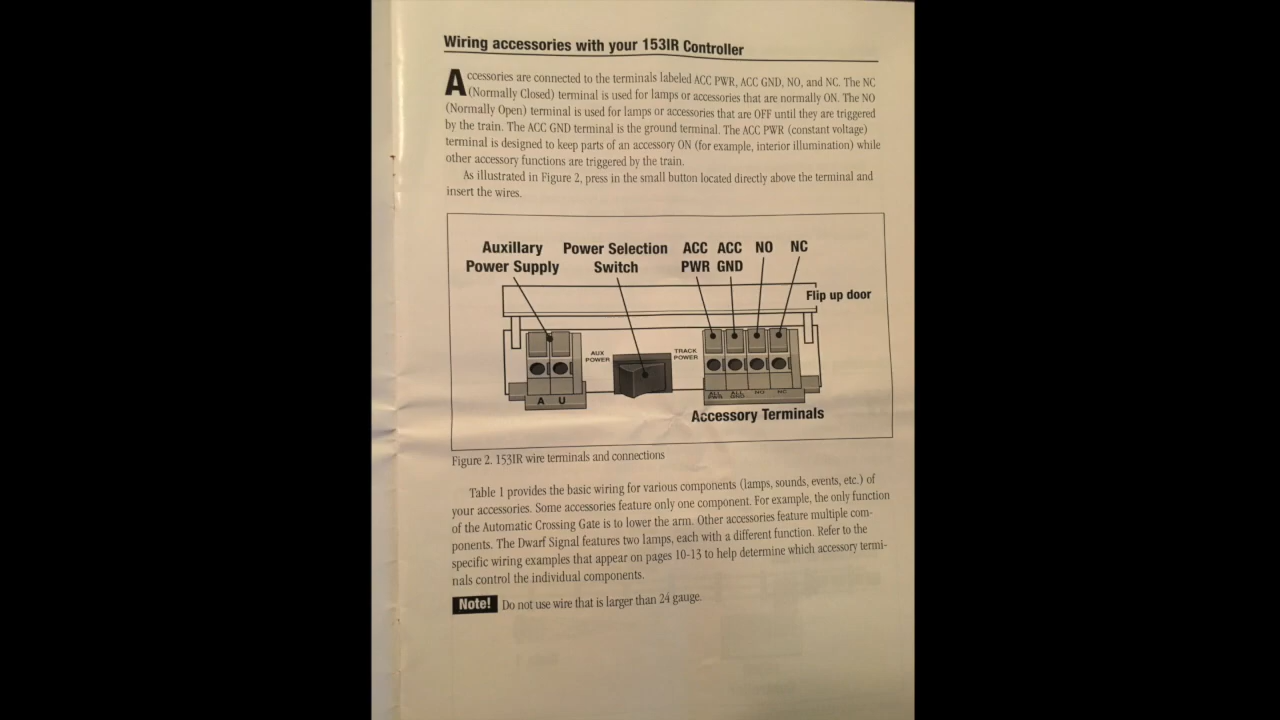 Wiring accessories with your 153IR Controller
Accessories are connected to the terminals labeled ACC PWR, ACC GND, NO, and NC. The NC
(Normally Closed) terminal is used for lamps or accessories that are normally ON. The NO
(Normally Open) terminal is used for lamps or accessories that are OFF until they are triggered
by the train. The ACC GND terminal is the ground terminal. The ACC PWR (constant voltage)
terminal is designed to keep parts of an accessory ON (for example, interior illumination) while
other accessory functions are triggered by the train.
As illustrated in Figure 2, press in the small button located directly above the terminal and
insert the wires.
Auxillary Power Selection ACC ACC NO NC
Power Supply Switch PWR GND
Flip up door
AUX POWER
TRACK POWER
A U
NO NC
Accessory Terminals
Figure 2. 153IR wire terminals and connections
Table 1 provides the basic wiring for various components (lamps, sounds, events, etc.) of
your accessories. Some accessories feature only one component. For example, the only function
of the Automatic Crossing Gate is to lower the arm. Other accessories feature multiple com-
ponents. The Dwarf Signal features two lamps, each with a different function. Refer to the
specific wiring examples that appear on pages 10-13 to help determine which accessory termi-
nals control the individual components.
Note! Do not use wire that is larger than 24 gauge.